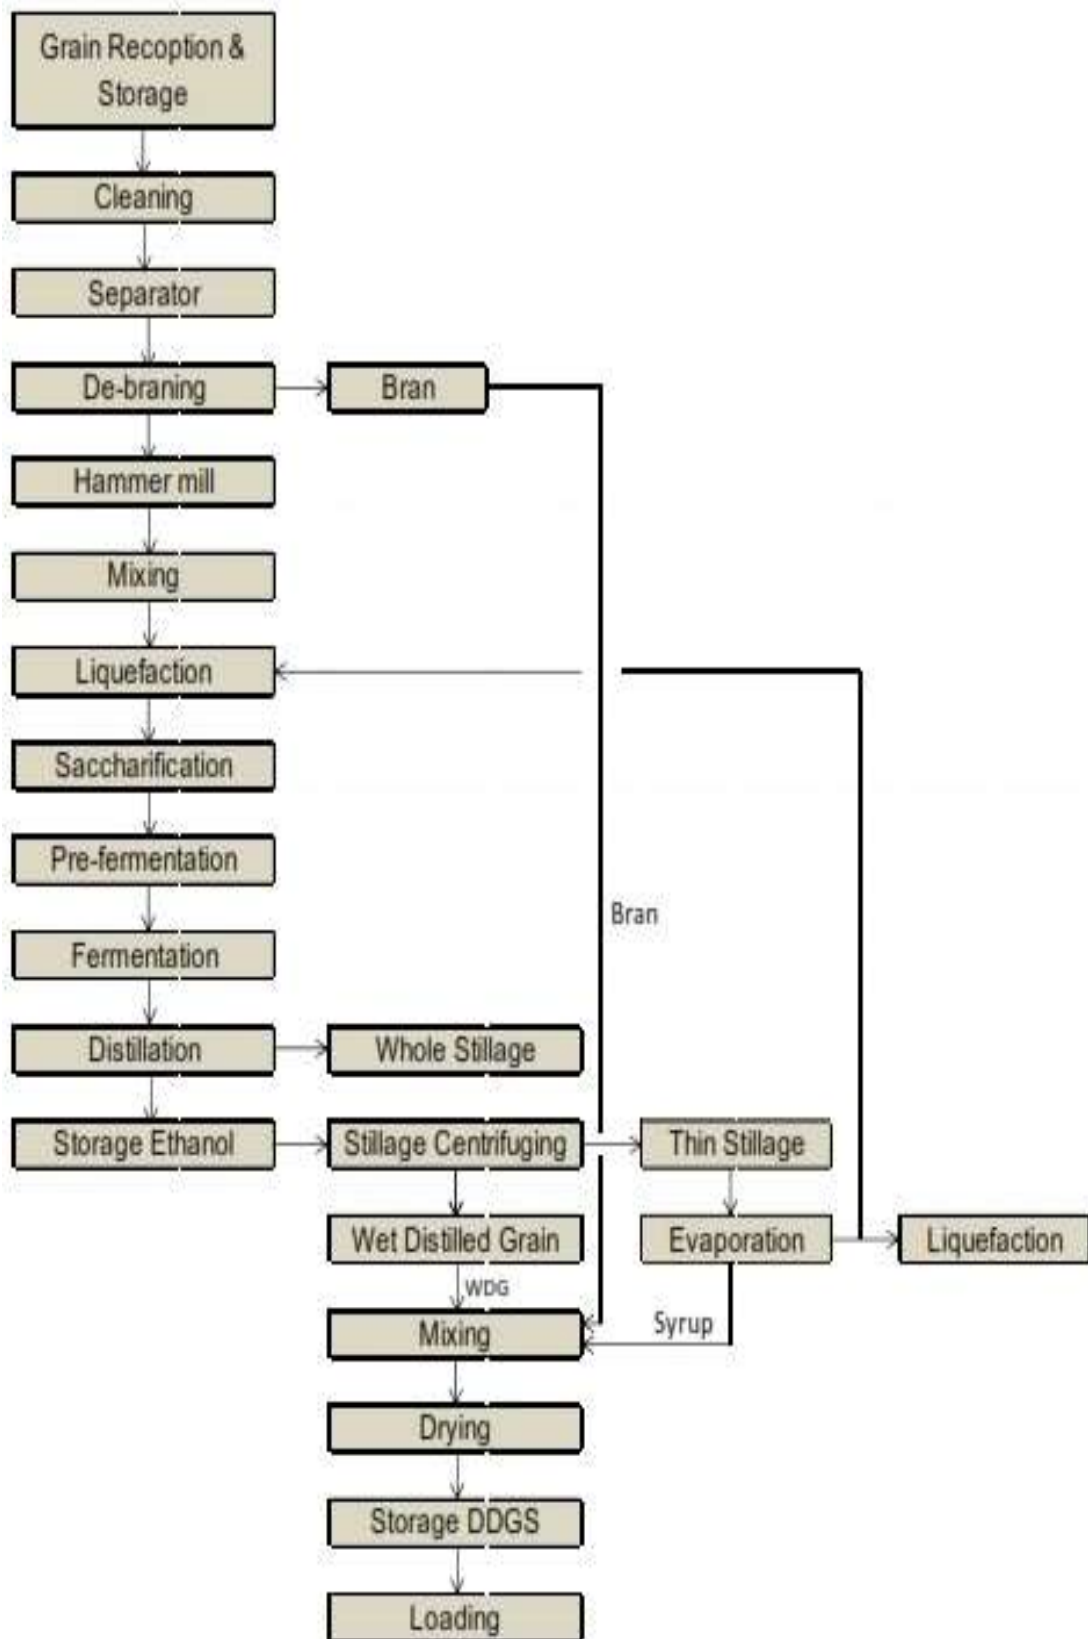 Grain Recoption &
Storage
Cleaning
Separator
De-braning
Bran
Hammer mill
Mixing
Liquefaction
Saccharification
Pre-fermentation
Bran
Fermentation
Distillation
Whole Stillage
Storage Ethanol
Stillage Centrifuging
Thin Stillage
Wet Distilled Grain
Evaporation
Liquefaction
WDG
Mixing
Syrup
Drying
Storage DDGS
Loading